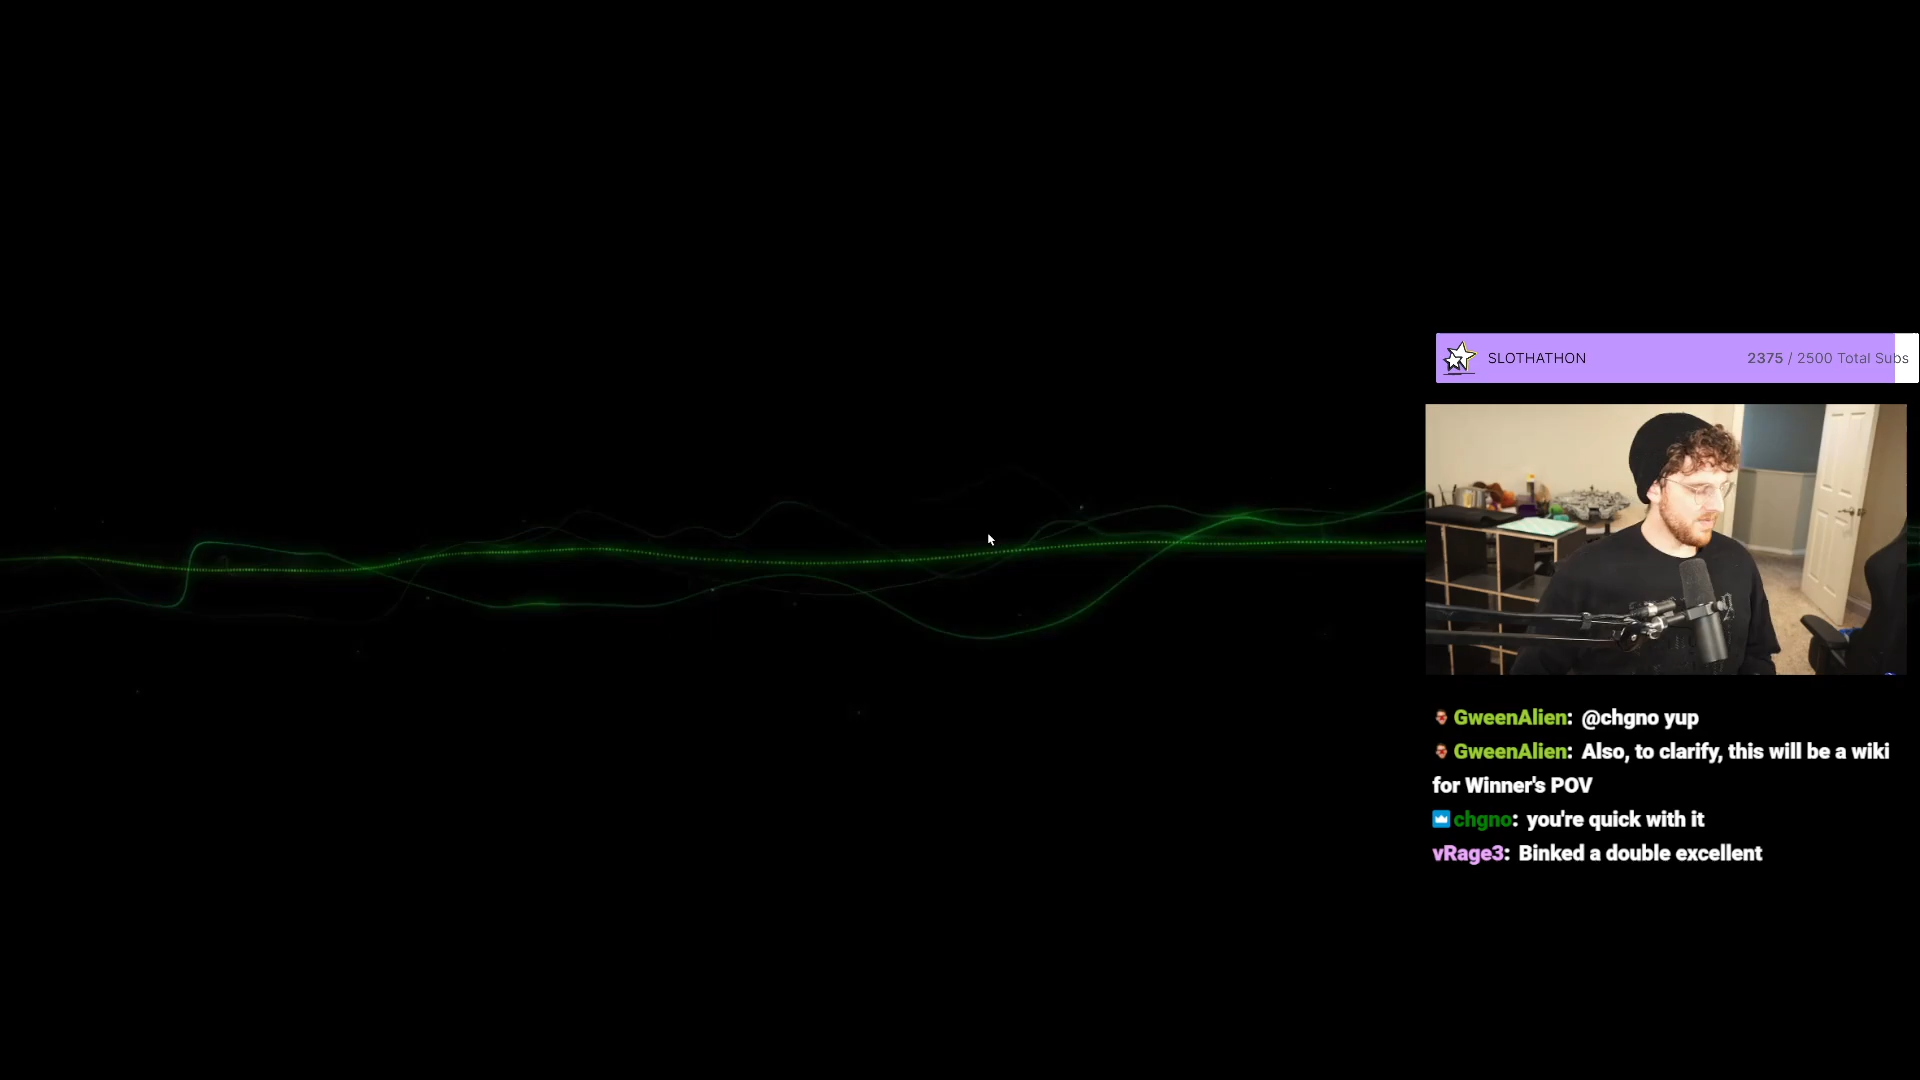 SLOTHATHON 2375 / 2500 Total Subs
GweenAlien: @chgno yup
GweenAlien: Also, to clarify, this will be a wiki
for Winner's POV
chgno: you're quick with it
vRage3: Binked a double excellent